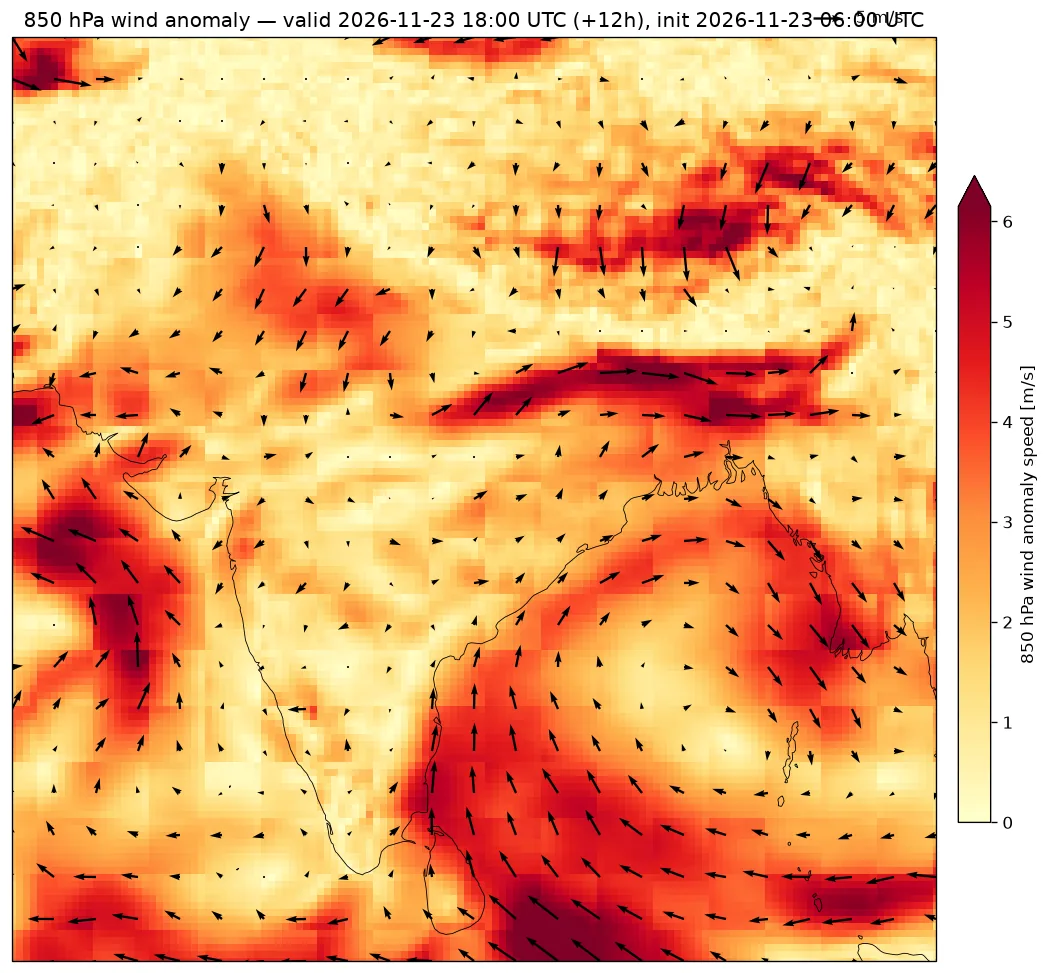 850 hPa wind anomaly — valid 2026-11-23 18:00 UTC (+12h), init 2026-11-23 06:00 UTC
5 m/s
6
5
4
3
2
1
0
850 hPa wind anomaly speed [m/s]